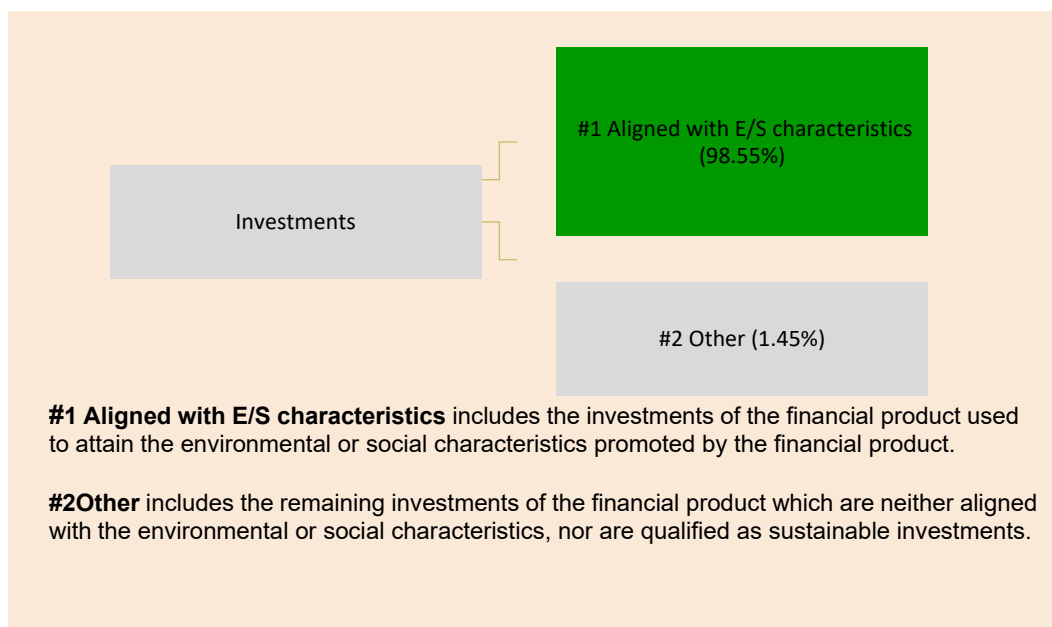 #1 Aligned with E/S characteristics
(98.55%)
Investments
#2 Other (1.45%)
#1 Aligned with E/S characteristics includes the investments of the financial product used
to attain the environmental or social characteristics promoted by the financial product.
#2Other includes the remaining investments of the financial product which are neither aligned
with the environmental or social characteristics, nor are qualified as sustainable investments.